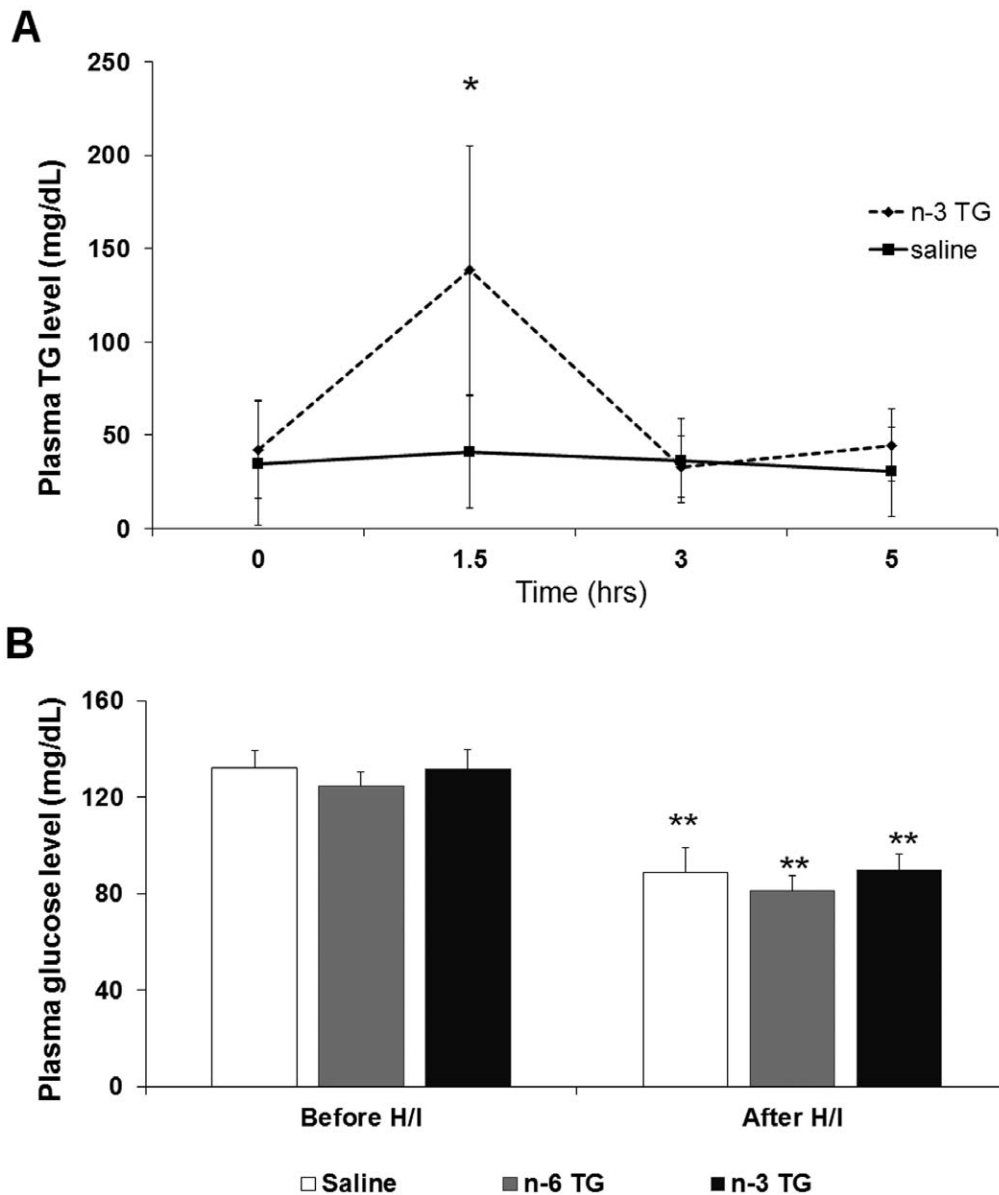 A
Plasma TG level (mg/dL)
250
200
150
100
50
0
*
n-3 TG
saline
0 1.5 3 5
Time (hrs)
B
Plasma glucose level (mg/dL)
160
120
80
40
0
** ** **
Before H/I After H/I
Saline n-6 TG n-3 TG